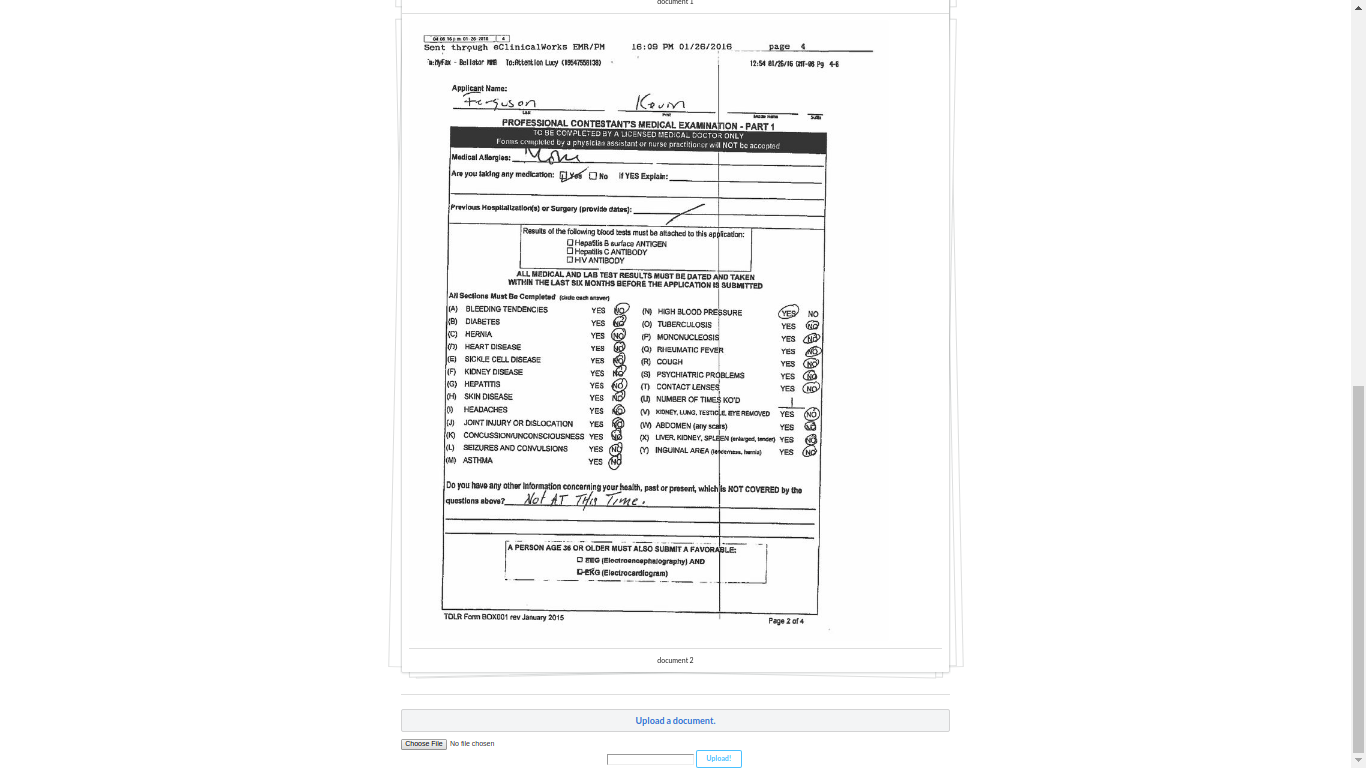 document 1
04:06:16 p.m. 01-26-2016 4
Sent through eClinicalWorks EMR/PM 16:09 PM 01/26/2016 page 4
MyFax - Bellator MMA To:Attention Lucy (19547556138) 12:54 01/26/16 GMT-06 Pg 4-6
Applicant Name:
Ferguson Kevin
Last First Middle Name Suffix
PROFESSIONAL CONTESTANT'S MEDICAL EXAMINATION - PART 1
TO BE COMPLETED BY A LICENSED MEDICAL DOCTOR ONLY
Forms completed by a physician assistant or nurse practitioner will NOT be accepted
Medical Allergies: None
Are you taking any medication: Yes No If YES Explain:
Previous Hospitalization(s) or Surgery (provide dates):
Results of the following blood tests must be attached to this application:
Hepatitis B surface ANTIGEN
Hepatitis C ANTIBODY
HIV ANTIBODY
ALL MEDICAL AND LAB TEST RESULTS MUST BE DATED AND TAKEN
WITHIN THE LAST SIX MONTHS BEFORE THE APPLICATION IS SUBMITTED
All Sections Must Be Completed (circle each answer)
(A) BLEEDING TENDENCIES YES NO
(B) DIABETES YES NO
(C) HERNIA YES NO
(D) HEART DISEASE YES NO
(E) SICKLE CELL DISEASE YES NO
(F) KIDNEY DISEASE YES NO
(G) HEPATITIS YES NO
(H) SKIN DISEASE YES NO
(I) HEADACHES YES NO
(J) JOINT INJURY OR DISLOCATION YES NO
(K) CONCUSSION/UNCONSCIOUSNESS YES NO
(L) SEIZURES AND CONVULSIONS YES NO
(M) ASTHMA YES NO
(N) HIGH BLOOD PRESSURE YES NO
(O) TUBERCULOSIS YES NO
(P) MONONUCLEOSIS YES NO
(Q) RHEUMATIC FEVER YES NO
(R) COUGH YES NO
(S) PSYCHIATRIC PROBLEMS YES NO
(T) CONTACT LENSES YES NO
(U) NUMBER OF TIMES KO'D 1
(V) KIDNEY, LUNG, TESTICLE, EYE REMOVED YES NO
(W) ABDOMEN (any scars) YES NO
(X) LIVER, KIDNEY, SPLEEN (enlarged, tender) YES NO
(Y) INGUINAL AREA (tenderness, hernia) YES NO
Do you have any other information concerning your health, past or present, which is NOT COVERED by the
questions above? Not AT This Time.
A PERSON AGE 36 OR OLDER MUST ALSO SUBMIT A FAVORABLE:
EEG (Electroencephalography) AND
EKG (Electrocardiogram)
TDLR Form BOX001 rev January 2015 Page 2 of 4
document 2
Upload a document.
Choose File No file chosen
Upload!